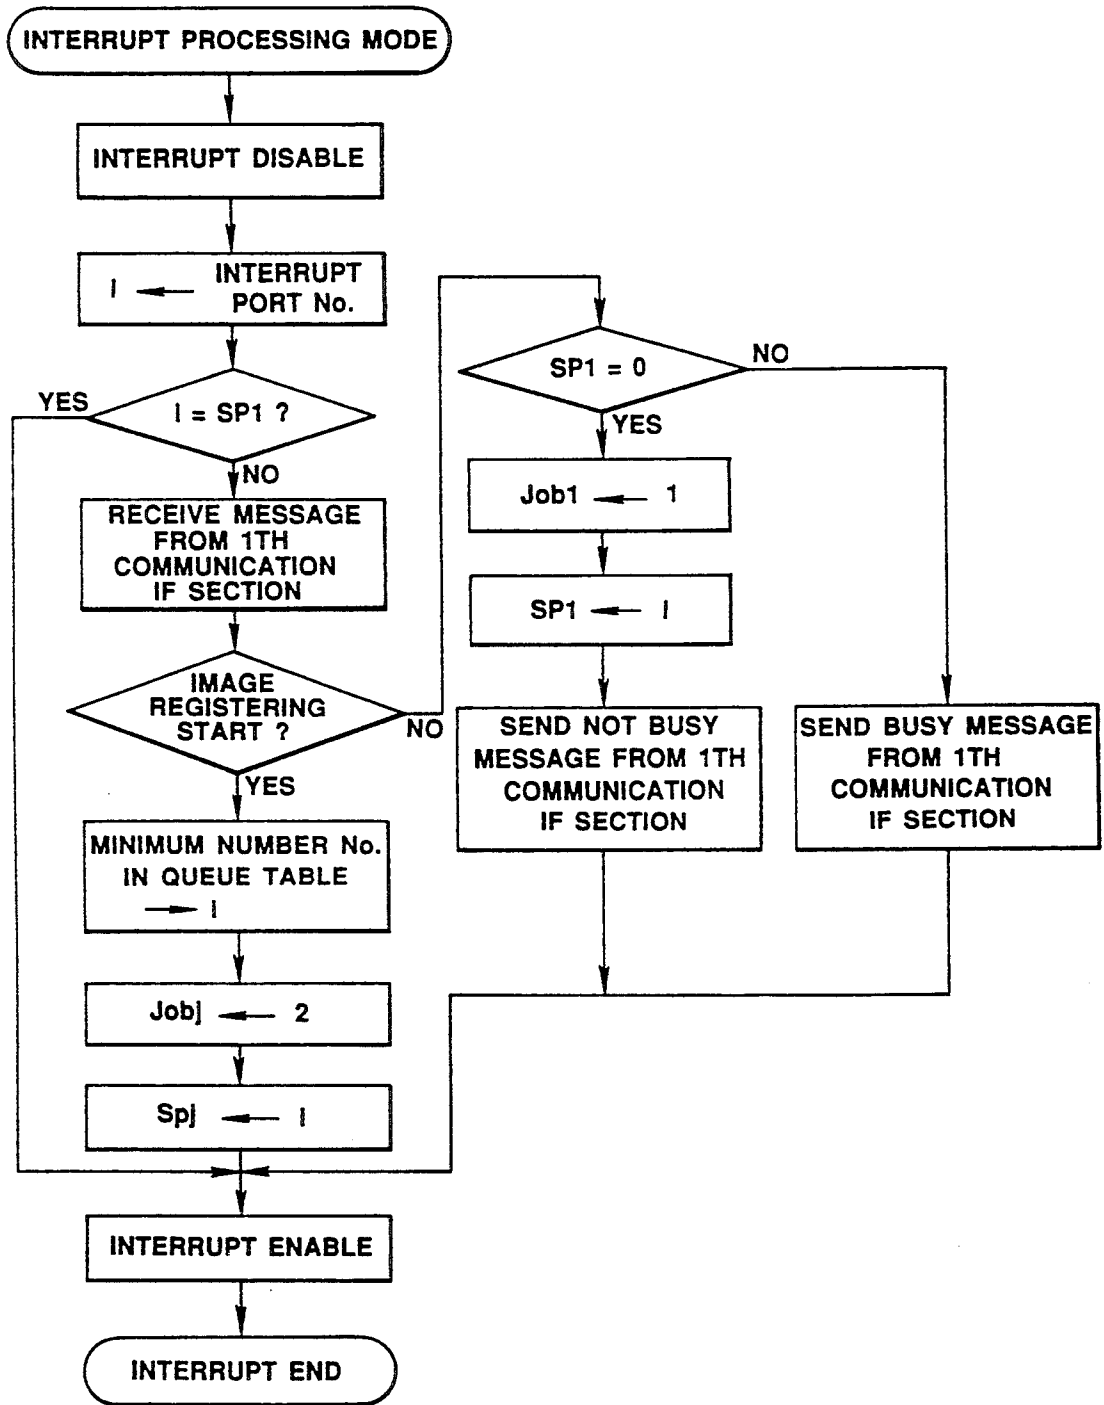 INTERRUPT PROCESSING MODE
INTERRUPT DISABLE
I ← INTERRUPT
PORT No.
I = SP1 ?
YES
NO
RECEIVE MESSAGE
FROM 1TH
COMMUNICATION
IF SECTION
IMAGE
REGISTERING
START ?
NO
YES
MINIMUM NUMBER No.
IN QUEUE TABLE
→ I
Jobj ← 2
Spj ← I
INTERRUPT ENABLE
INTERRUPT END
SP1 = 0
NO
YES
Job1 ← 1
SP1 ← I
SEND NOT BUSY
MESSAGE FROM 1TH
COMMUNICATION
IF SECTION
SEND BUSY MESSAGE
FROM 1TH
COMMUNICATION
IF SECTION